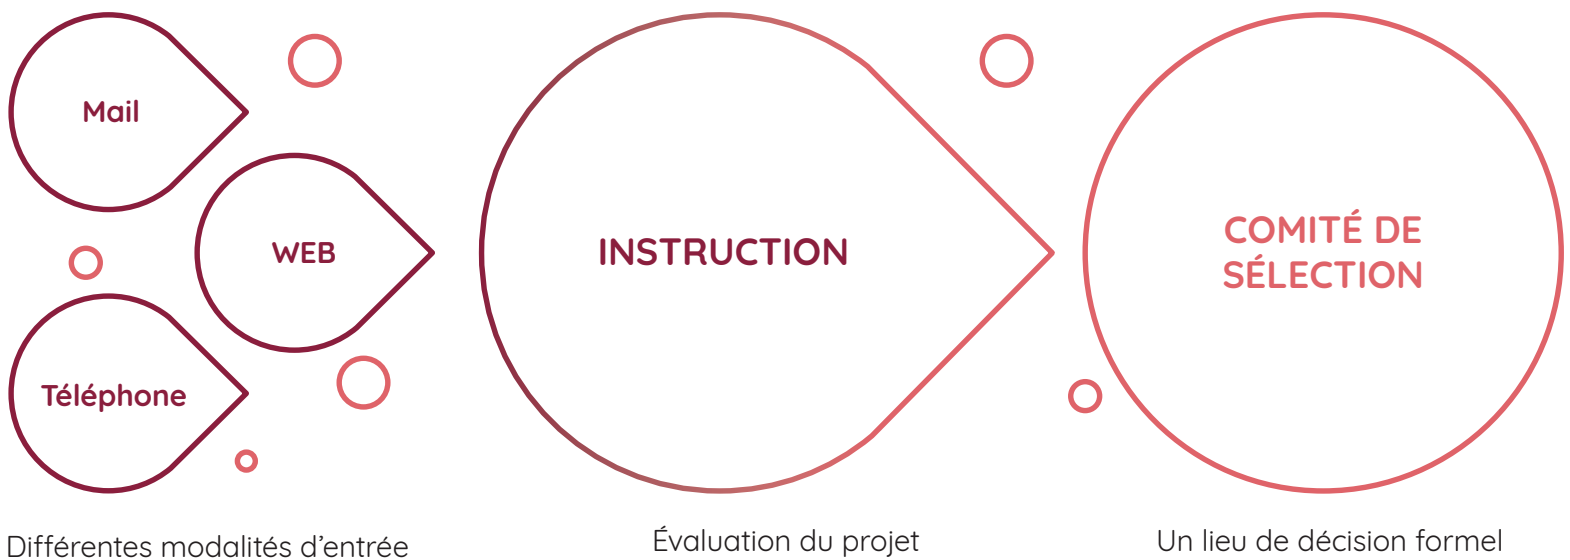 Mail
WEB
Téléphone
Différentes modalités d’entrée
INSTRUCTION
Évaluation du projet
COMITÉ DE
SÉLECTION
Un lieu de décision formel